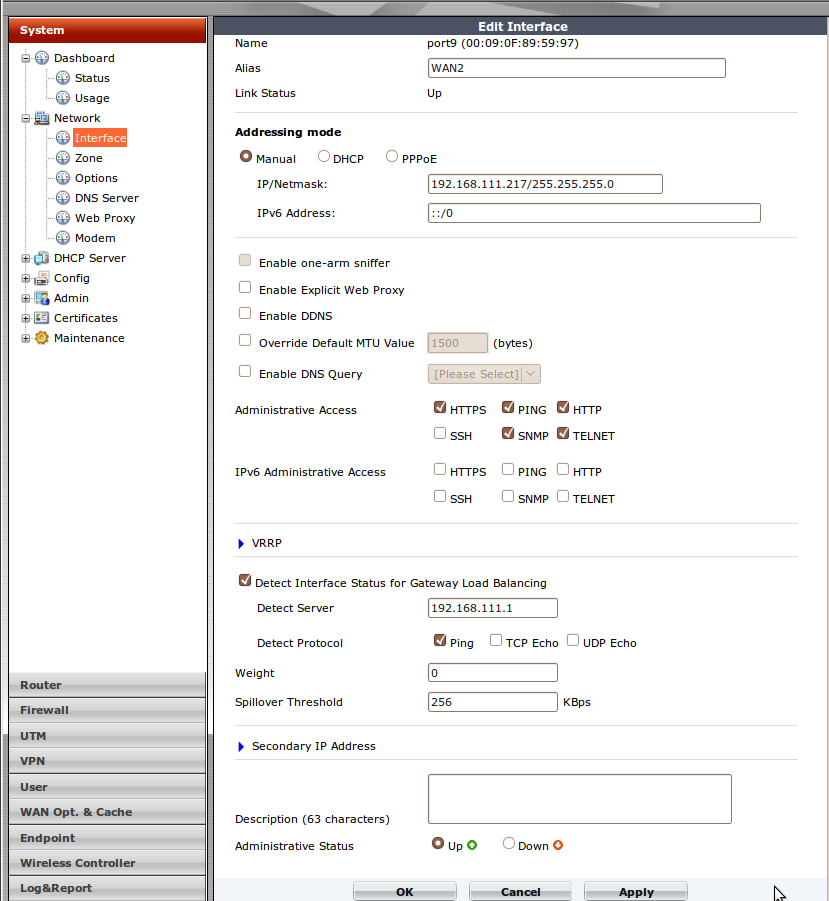 System
Dashboard
Status
Usage
Network
Interface
Zone
Options
DNS Server
Web Proxy
Modem
DHCP Server
Config
Admin
Certificates
Maintenance
Router
Firewall
UTM
VPN
User
WAN Opt. & Cache
Endpoint
Wireless Controller
Log&Report
Edit Interface
Name port9 (00:09:0F:89:59:97)
Alias WAN2
Link Status Up
Addressing mode
Manual DHCP PPPoE
IP/Netmask: 192.168.111.217/255.255.255.0
IPv6 Address: ::/0
Enable one-arm sniffer
Enable Explicit Web Proxy
Enable DDNS
Override Default MTU Value 1500 (bytes)
Enable DNS Query [Please Select]
Administrative Access HTTPS PING HTTP
SSH SNMP TELNET
IPv6 Administrative Access HTTPS PING HTTP
SSH SNMP TELNET
VRRP
Detect Interface Status for Gateway Load Balancing
Detect Server 192.168.111.1
Detect Protocol Ping TCP Echo UDP Echo
Weight 0
Spillover Threshold 256 KBps
Secondary IP Address
Description (63 characters)
Administrative Status Up Down
OK Cancel Apply